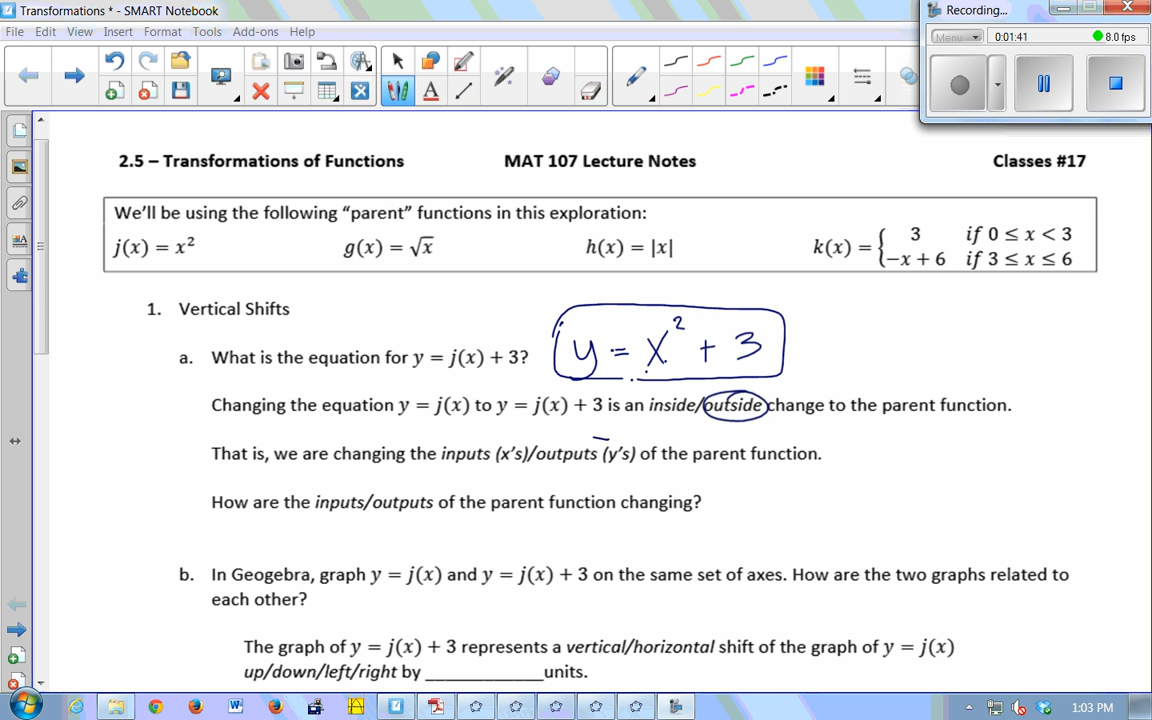 Transformations * - SMART Notebook
Recording...
File Edit View Insert Format Tools Add-ons Help
Menu 0:01:41 8.0 fps
2.5 – Transformations of Functions MAT 107 Lecture Notes Classes #17
We'll be using the following "parent" functions in this exploration:
j(x) = x² g(x) = √x h(x) = |x| k(x) = { 3 if 0 ≤ x < 3
−x + 6 if 3 ≤ x ≤ 6
1. Vertical Shifts
a. What is the equation for y = j(x) + 3? y = x² + 3
Changing the equation y = j(x) to y = j(x) + 3 is an inside/outside change to the parent function.
That is, we are changing the inputs (x's)/outputs (y's) of the parent function.
How are the inputs/outputs of the parent function changing?
b. In Geogebra, graph y = j(x) and y = j(x) + 3 on the same set of axes. How are the two graphs related to
each other?
The graph of y = j(x) + 3 represents a vertical/horizontal shift of the graph of y = j(x)
up/down/left/right by _____________units.
1:03 PM